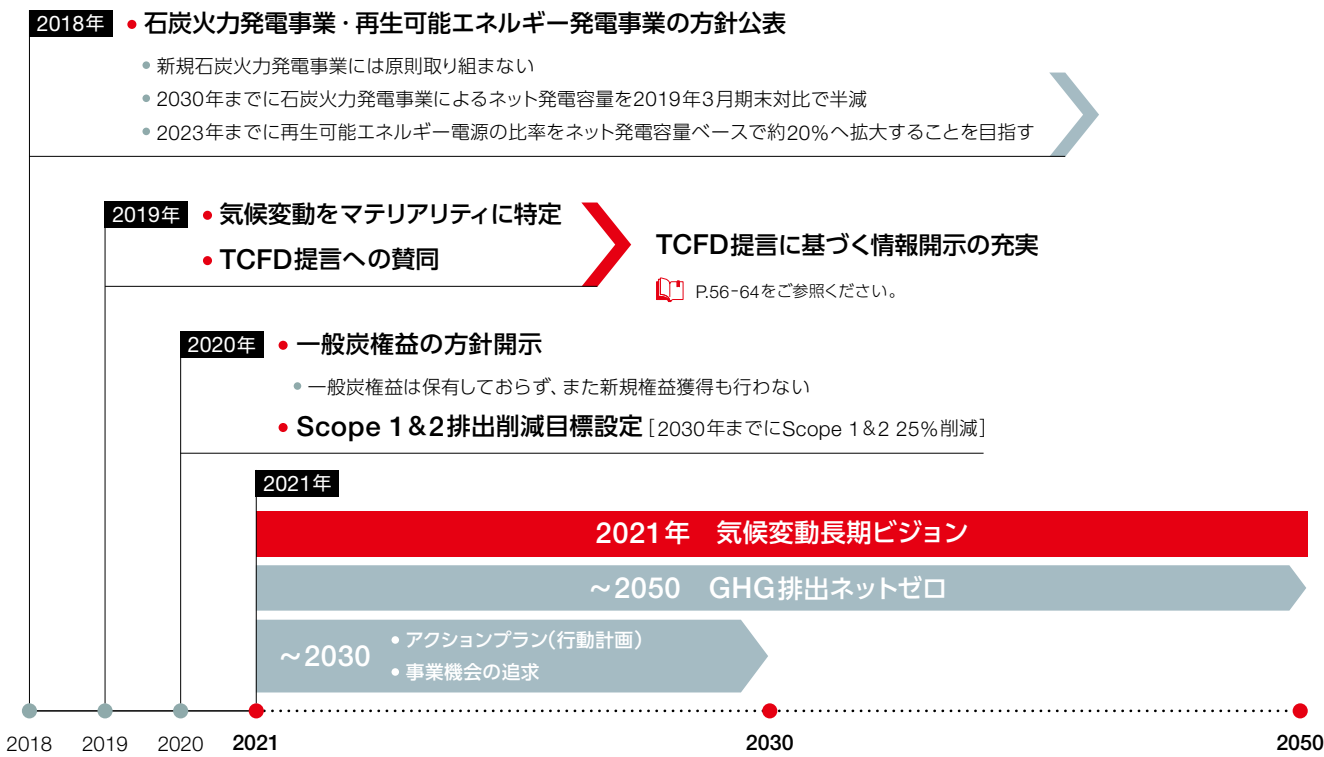 2018年 • 石炭火力発電事業・再生可能エネルギー発電事業の方針公表
• 新規石炭火力発電事業には原則取り組まない
• 2030年までに石炭火力発電事業によるネット発電容量を2019年3月期末対比で半減
• 2023年までに再生可能エネルギー電源の比率をネット発電容量ベースで約20%へ拡大することを目指す
2019年 • 気候変動をマテリアリティに特定
• TCFD提言への賛同
TCFD提言に基づく情報開示の充実
P.56-64をご参照ください。
2020年 • 一般炭権益の方針開示
• 一般炭権益は保有しておらず、また新規権益獲得も行わない
• Scope 1&2排出削減目標設定［2030年までにScope 1&2 25%削減］
2021年
2021年 気候変動長期ビジョン
～2050 GHG排出ネットゼロ
～2030
• アクションプラン(行動計画)
• 事業機会の追求
2018 2019 2020 2021 2030 2050